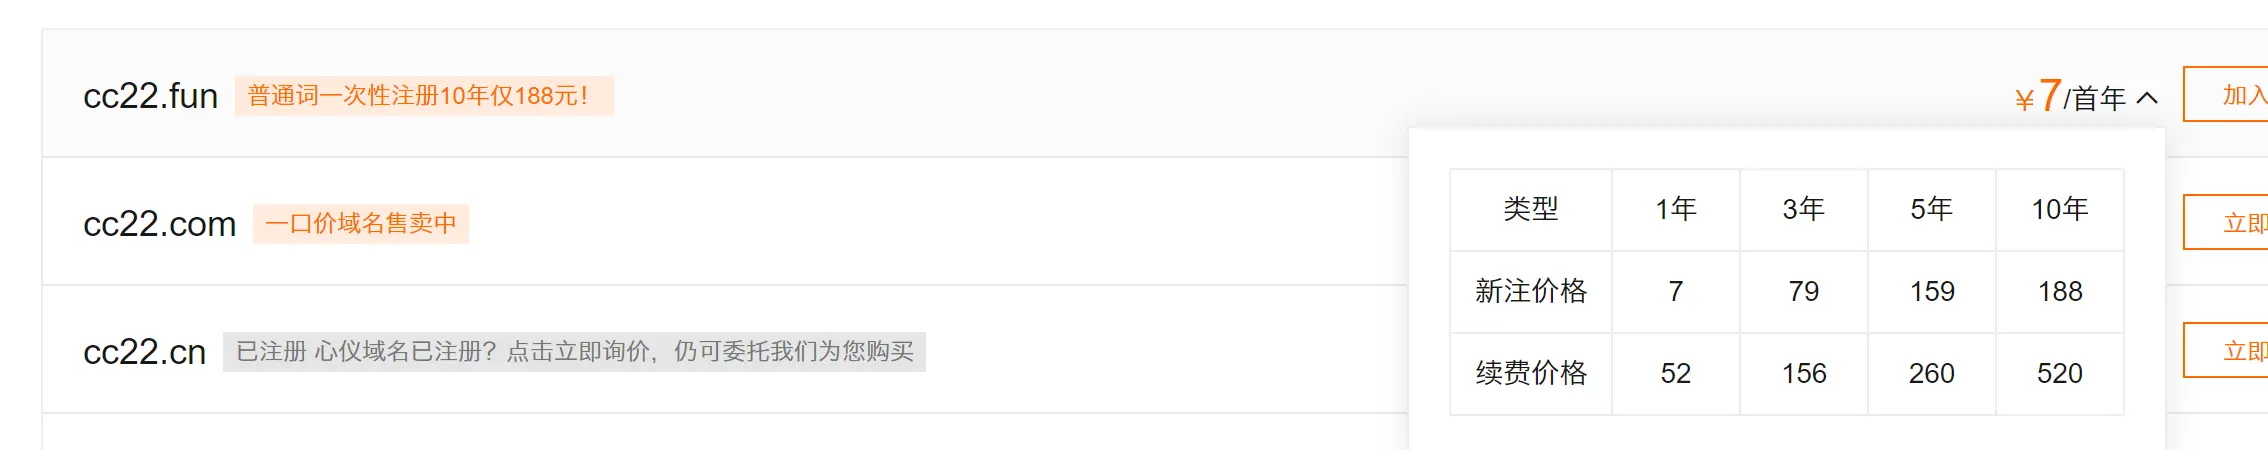 cc22.fun 普通词一次性注册10年仅188元！ ￥7/首年 加入
cc22.com 一口价域名售卖中 立即
cc22.cn 已注册 心仪域名已注册？点击立即询价，仍可委托我们为您购买 立即
类型 1年 3年 5年 10年
新注价格 7 79 159 188
续费价格 52 156 260 520